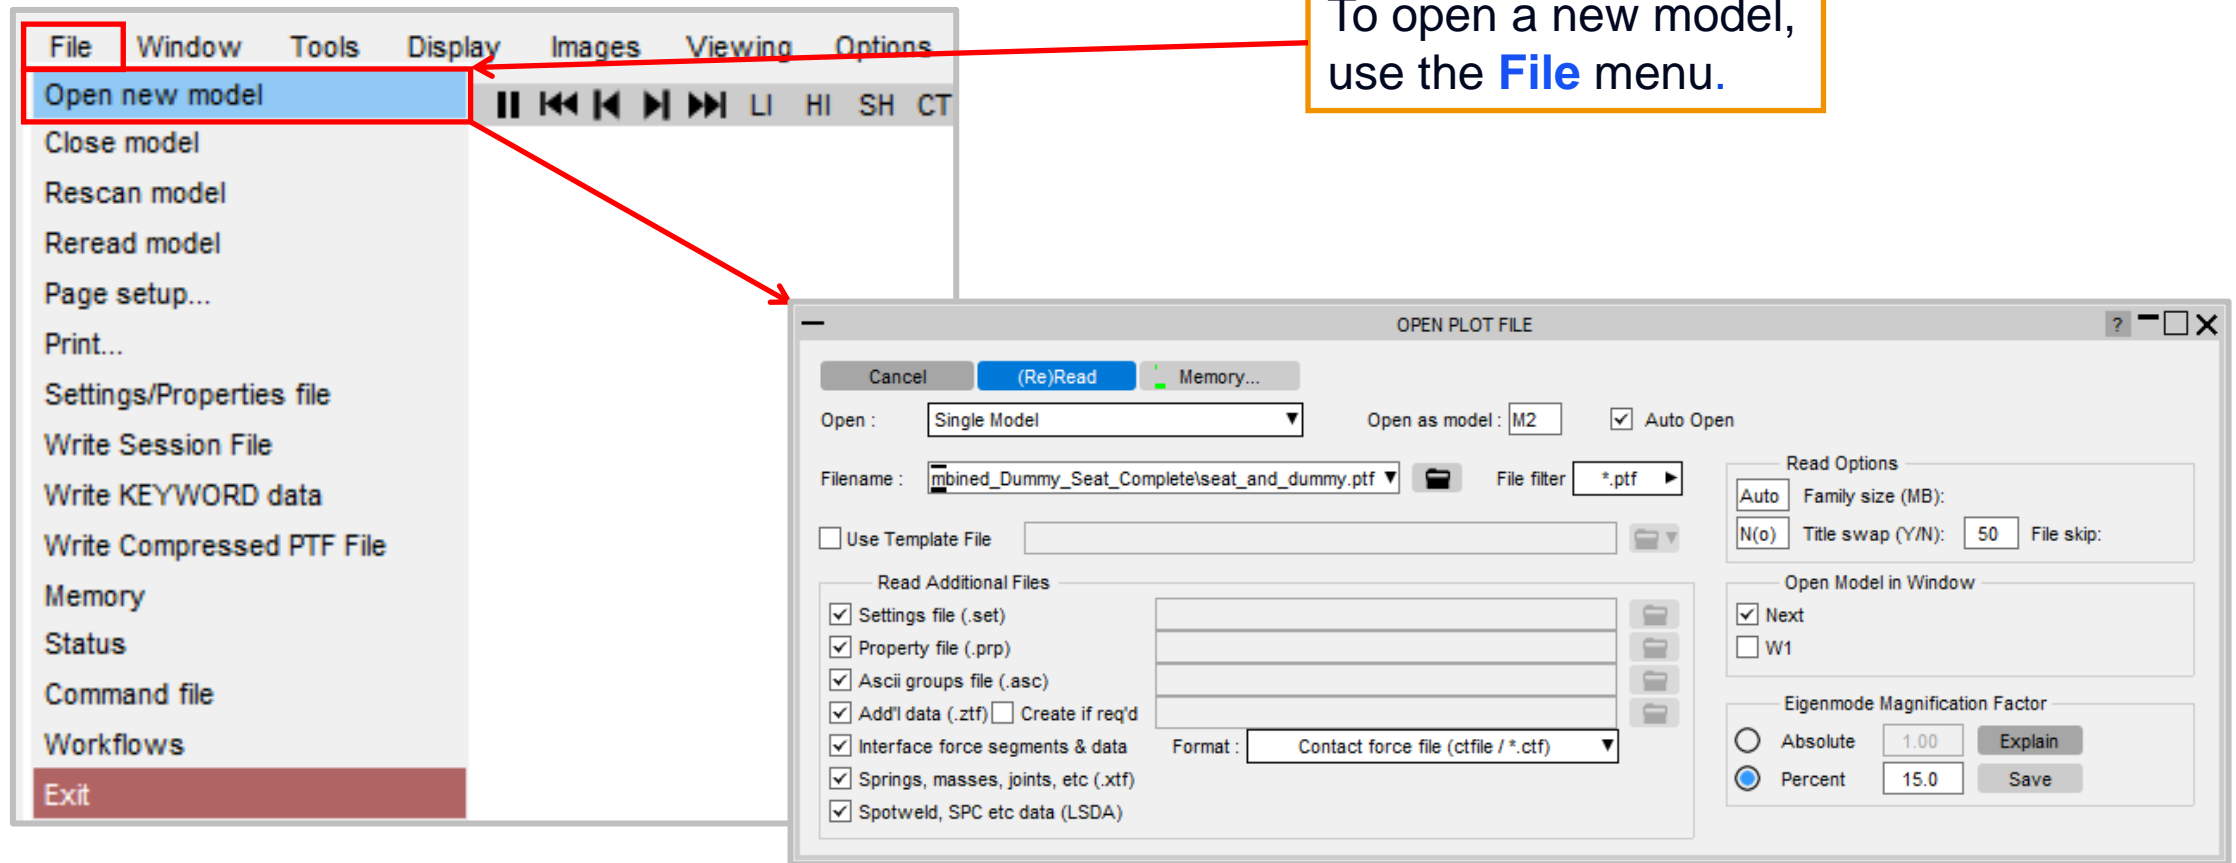 To open a new model,
use the File menu.
File Window Tools Display Images Viewing Options
Open new model
LI HI SH CT
Close model
Rescan model
Reread model
Page setup...
Print...
Settings/Properties file
Write Session File
Write KEYWORD data
Write Compressed PTF File
Memory
Status
Command file
Workflows
Exit
OPEN PLOT FILE
?
Cancel (Re)Read Memory...
Open : Single Model Open as model : M2 Auto Open
Filename : mbined_Dummy_Seat_Complete\seat_and_dummy.ptf File filter *.ptf
Use Template File
Read Additional Files
Settings file (.set)
Property file (.prp)
Ascii groups file (.asc)
Add'l data (.ztf) Create if req'd
Interface force segments & data Format : Contact force file (ctfile / *.ctf)
Springs, masses, joints, etc (.xtf)
Spotweld, SPC etc data (LSDA)
Read Options
Auto Family size (MB):
N(o) Title swap (Y/N): 50 File skip:
Open Model in Window
Next
W1
Eigenmode Magnification Factor
Absolute 1.00 Explain
Percent 15.0 Save